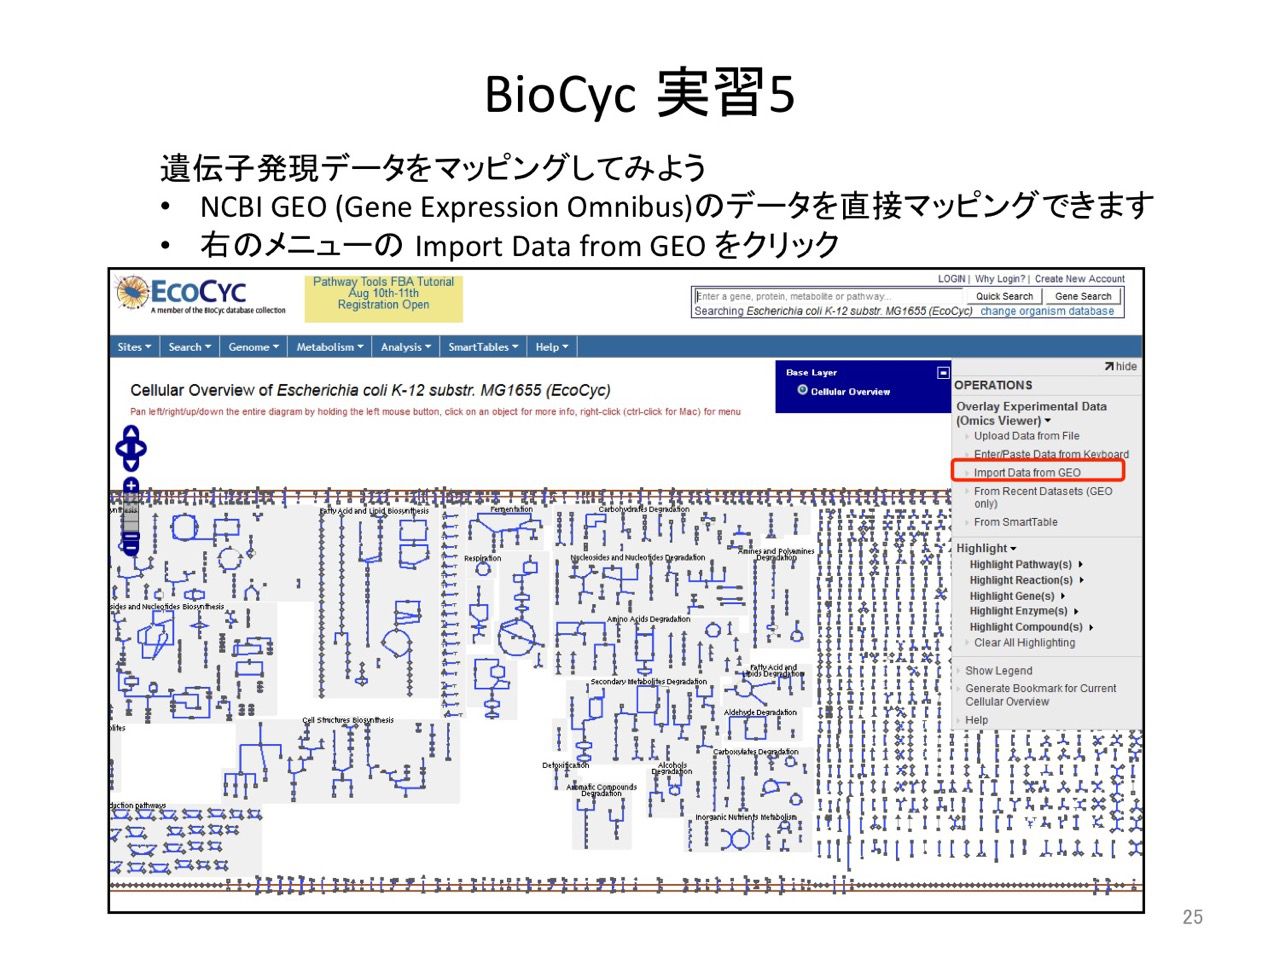 BioCyc 実習5
遺伝子発現データをマッピングしてみよう
• NCBI GEO (Gene Expression Omnibus)のデータを直接マッピングできます
• 右のメニューの Import Data from GEO をクリック
EcoCyc
A member of the BioCyc database collection
Pathway Tools FBA Tutorial
Aug 10th-11th
Registration Open
LOGIN | Why Login? | Create New Account
Enter a gene, protein, metabolite or pathway...
Quick Search
Gene Search
Searching Escherichia coli K-12 substr. MG1655 (EcoCyc) change organism database
Sites Search Genome Metabolism Analysis SmartTables Help
Cellular Overview of Escherichia coli K-12 substr. MG1655 (EcoCyc)
Pan left/right/up/down the entire diagram by holding the left mouse button, click on an object for more info, right-click (ctrl-click for Mac) for menu
Base Layer
Cellular Overview
hide
OPERATIONS
Overlay Experimental Data
(Omics Viewer)
Upload Data from File
Enter/Paste Data from Keyboard
Import Data from GEO
From Recent Datasets (GEO
only)
From SmartTable
Highlight
Highlight Pathway(s)
Highlight Reaction(s)
Highlight Gene(s)
Highlight Enzyme(s)
Highlight Compound(s)
Clear All Highlighting
Show Legend
Generate Bookmark for Current
Cellular Overview
Help
Fatty Acid and Lipid Biosynthesis
Fermentation
Carbohydrates Degradation
Respiration
Nucleosides and Nucleotides Degradation
Amines and Polyamines
Degradation
sides and Nucleotides Biosynthesis
Amino Acids Degradation
Fatty Acid and
Lipids Degradation
Secondary Metabolites Degradation
Aldehyde Degradation
Cell Structures Biosynthesis
Carboxylates Degradation
Detoxification
Alcohols
Degradation
Aromatic Compounds
Degradation
Inorganic Nutrients Metabolism
duction pathways
25